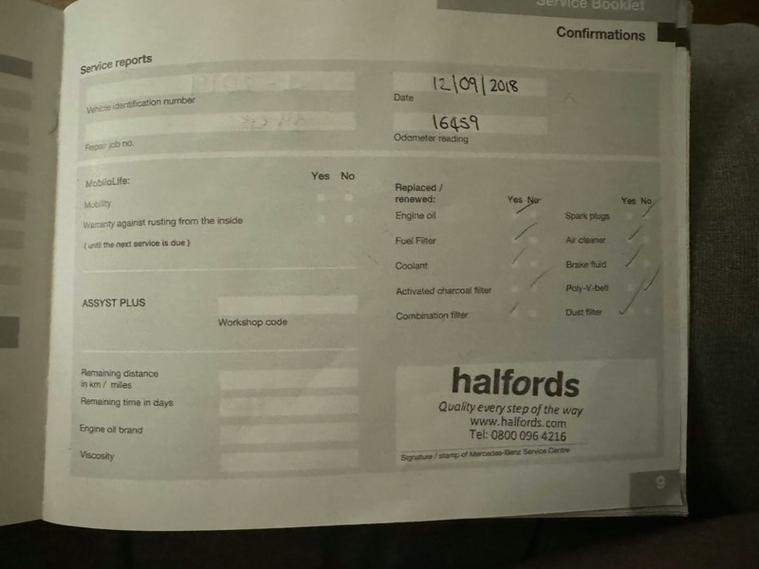 Service Booklet
Confirmations
Service reports
Vehicle identification number
Date 12/09/2018
Repair job no.
Odometer reading 16459
MobiloLife: Yes No
Mobility
Warranty against rusting from the inside
( until the next service is due )
Replaced /
renewed: Yes No Yes No
Engine oil Spark plugs
Fuel Filter Air cleaner
Coolant Brake fluid
Activated charcoal filter Poly-V-belt
Combination filter Dust filter
ASSYST PLUS
Workshop code
Remaining distance
in km / miles
Remaining time in days
Engine oil brand
Viscosity
halfords
Quality every step of the way
www.halfords.com
Tel: 0800 096 4216
Signature / stamp of Mercedes-Benz Service Centre
9